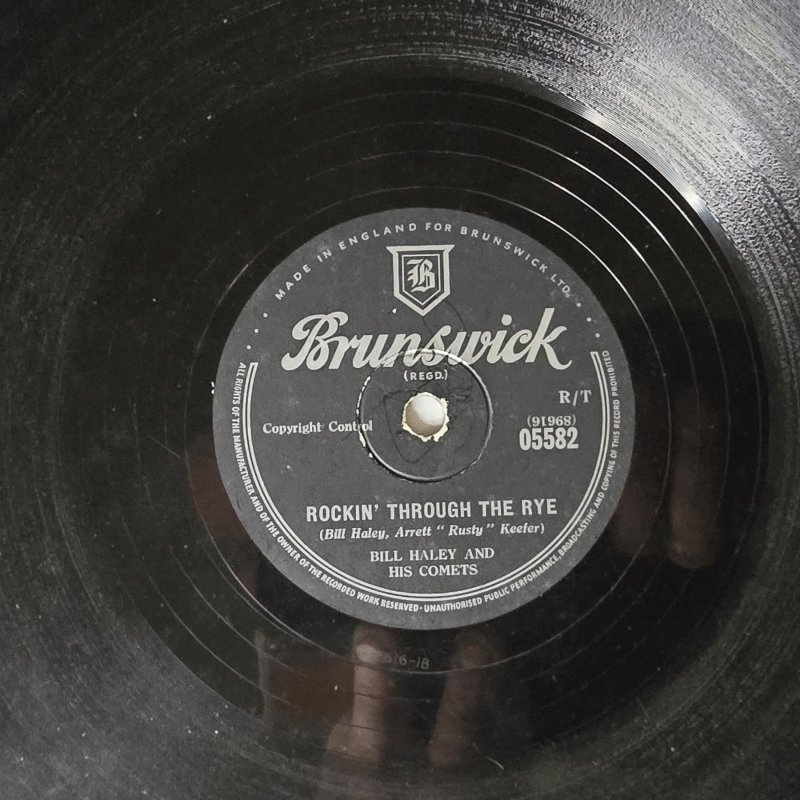 MADE IN ENGLAND FOR BRUNSWICK LTD.
B
Brunswick
(REGD.)
R/T
(89616)
05582
Copyright Control
ROCKIN' THROUGH THE RYE
(Bill Haley, Arrett "Rusty" Keefer)
BILL HALEY AND
HIS COMETS
ALL RIGHTS OF THE MANUFACTURER AND OF THE OWNER OF THE RECORDED WORK RESERVED · UNAUTHORISED PUBLIC PERFORMANCE, BROADCASTING AND COPYING OF THIS RECORD PROHIBITED